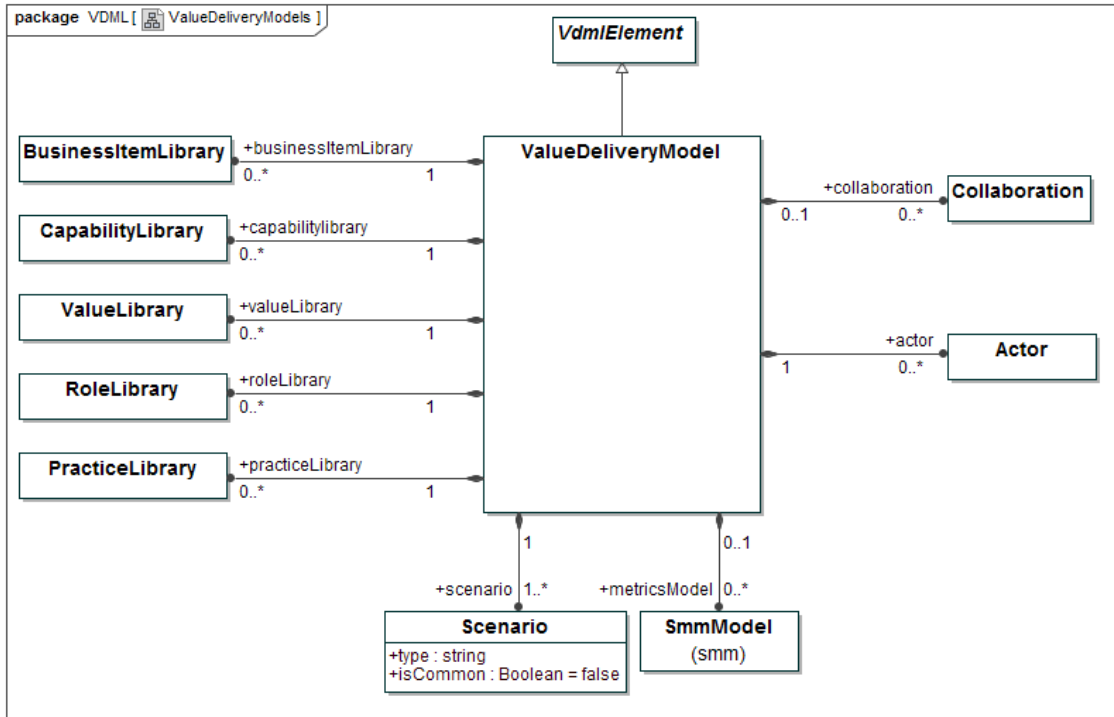 package VDML [ ValueDeliveryModels ]
VdmlElement
BusinessItemLibrary
+businessItemLibrary
0..*
1
CapabilityLibrary
+capabilitylibrary
0..*
1
ValueLibrary
+valueLibrary
0..*
1
RoleLibrary
+roleLibrary
0..*
1
PracticeLibrary
+practiceLibrary
0..*
1
ValueDeliveryModel
+collaboration
0..1
0..*
Collaboration
+actor
1
0..*
Actor
1
+scenario
1..*
Scenario
+type : string
+isCommon : Boolean = false
0..1
+metricsModel
0..*
SmmModel
(smm)